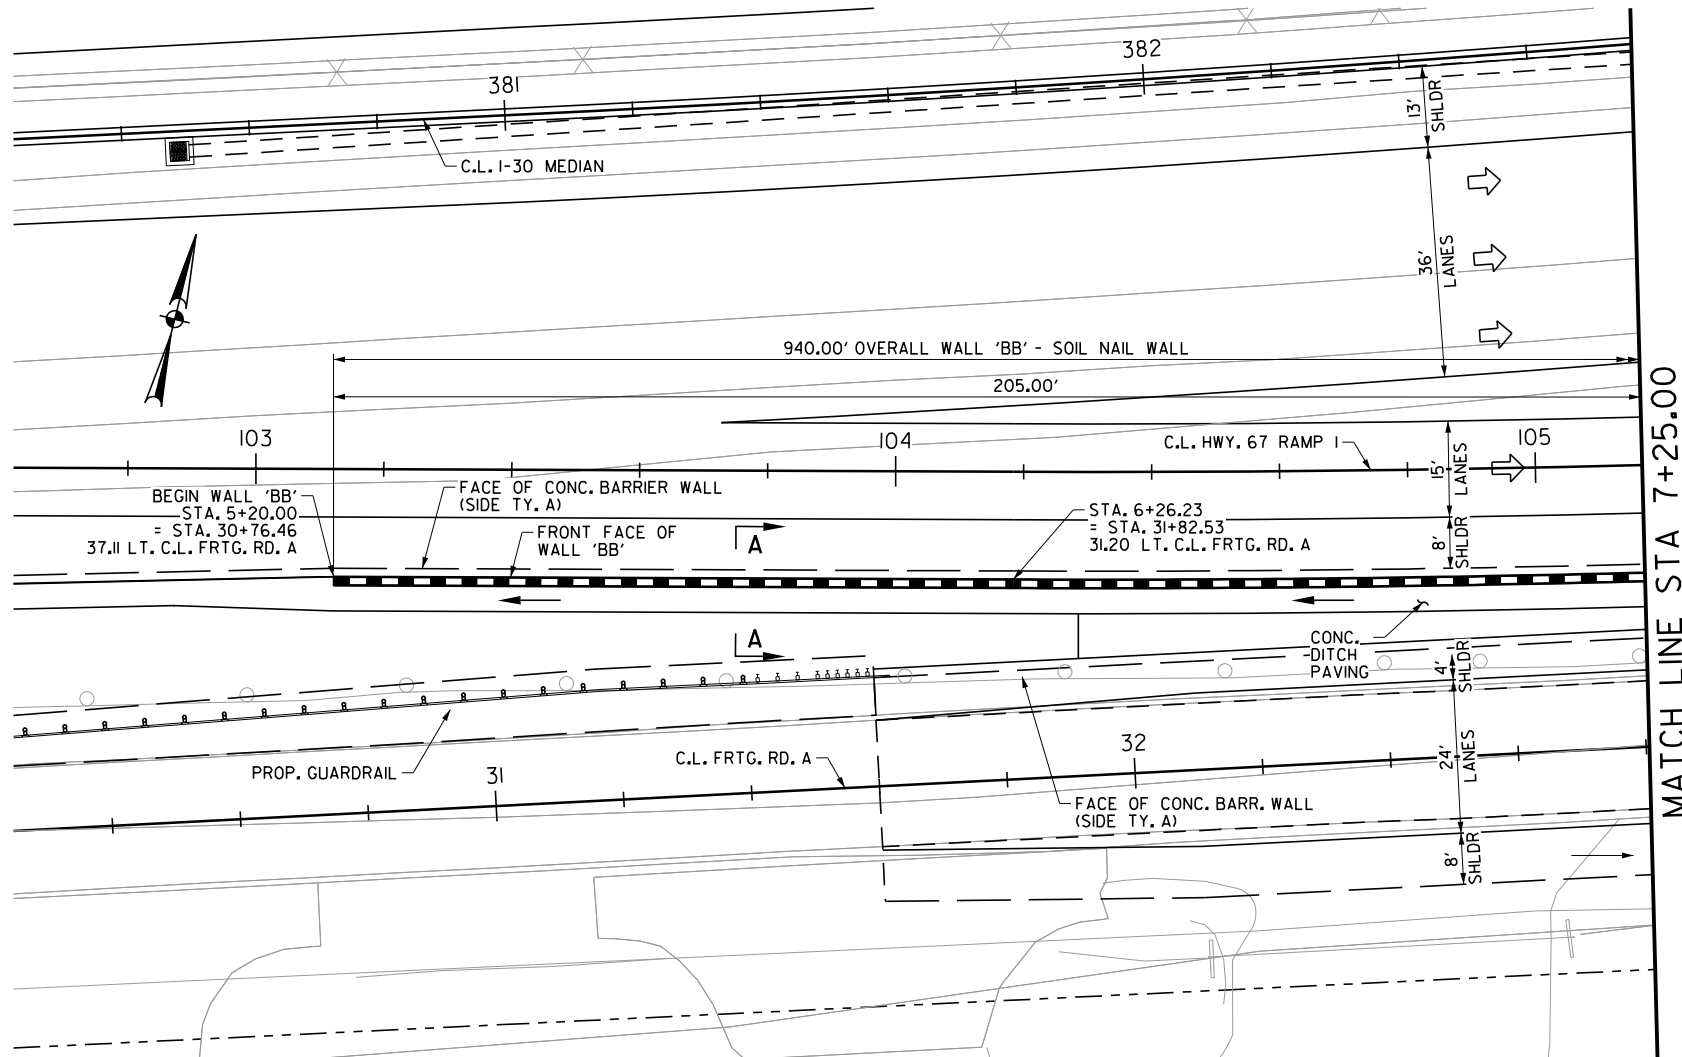 382
381
13'
SHLDR
C.L. I-30 MEDIAN
36'
LANES
940.00' OVERALL WALL 'BB' - SOIL NAIL WALL
205.00'
103
104
C.L. HWY. 67 RAMP 1
105
15'
LANES
BEGIN WALL 'BB'
STA. 5+20.00
= STA. 30+76.46
37.11 LT. C.L. FRTG. RD. A
FACE OF CONC. BARRIER WALL
(SIDE TY. A)
FRONT FACE OF
WALL 'BB'
A
STA. 6+26.23
= STA. 31+82.53
31.20 LT. C.L. FRTG. RD. A
8'
SHLDR
MATCH LINE STA 7+25.00
A
CONC.
DITCH
PAVING
4'
SHLDR
PROP. GUARDRAIL
31
C.L. FRTG. RD. A
32
24'
LANES
FACE OF CONC. BARR. WALL
(SIDE TY. A)
8'
SHLDR